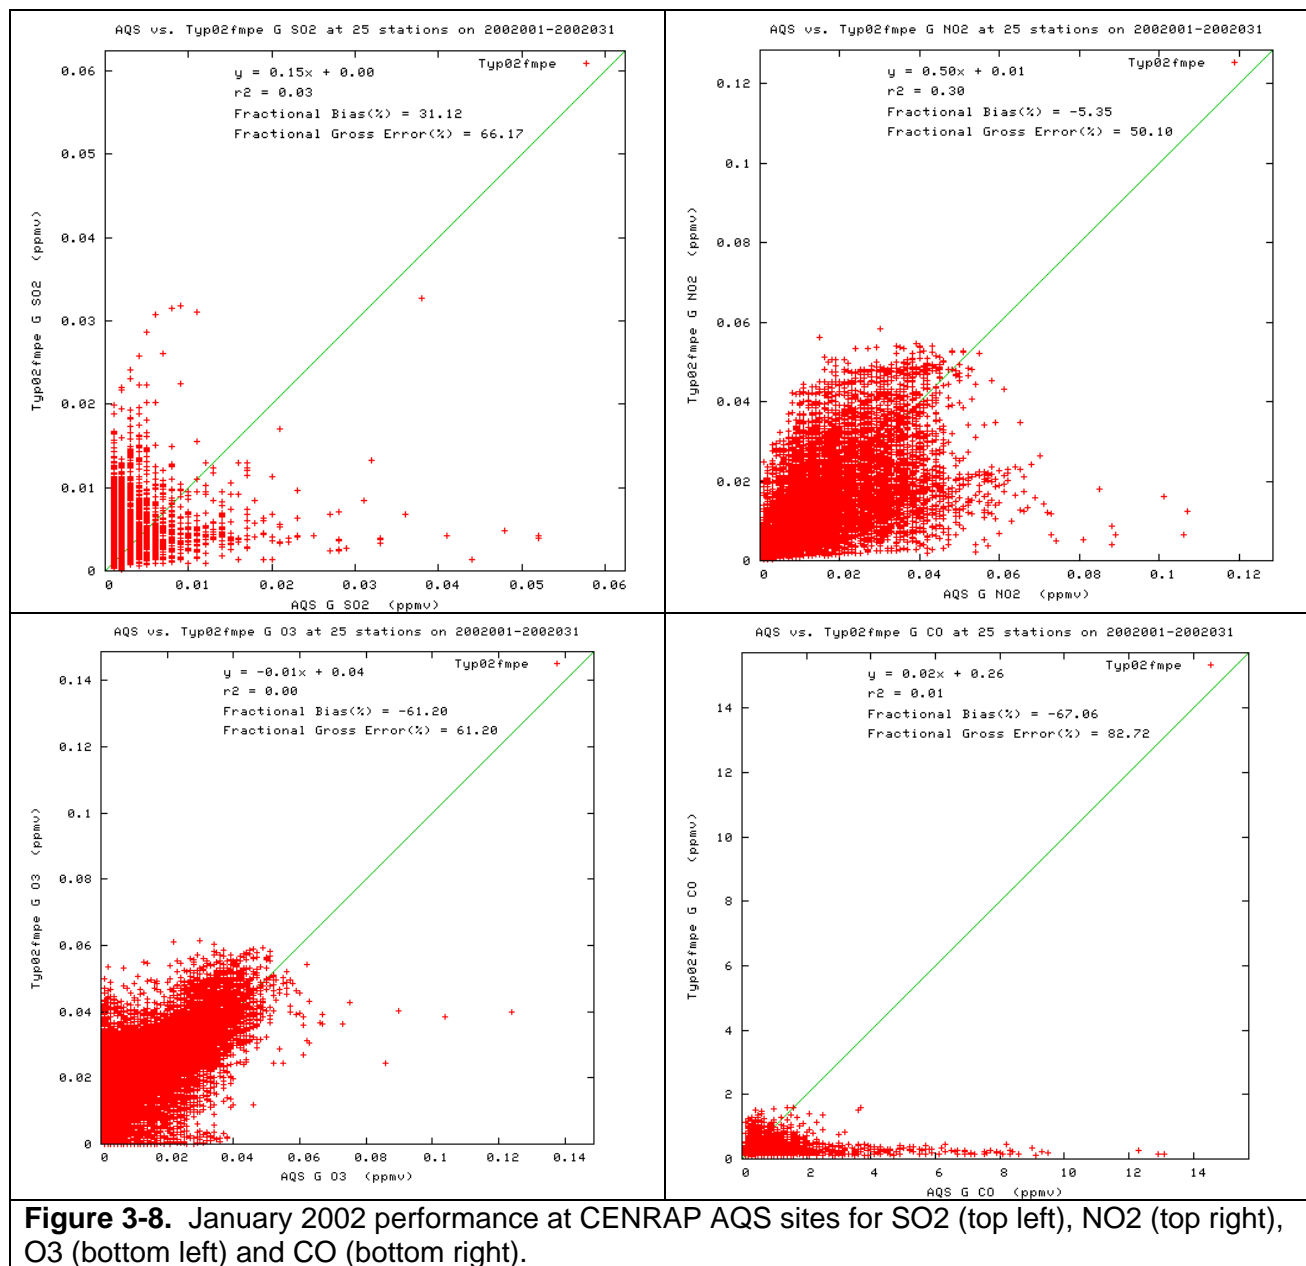 AQS vs. Typ02fmpe G SO2 at 25 stations on 2002001-2002031
Typ02fmpe
y = 0.15x + 0.00
r2 = 0.03
Fractional Bias(%) = 31.12
Fractional Gross Error(%) = 66.17
Typ02fmpe G SO2 (ppmv)
0.06
0.05
0.04
0.03
0.02
0.01
0
0 0.01 0.02 0.03 0.04 0.05 0.06
AQS G SO2 (ppmv)
AQS vs. Typ02fmpe G NO2 at 25 stations on 2002001-2002031
Typ02fmpe
y = 0.50x + 0.01
r2 = 0.30
Fractional Bias(%) = -5.35
Fractional Gross Error(%) = 50.10
Typ02fmpe G NO2 (ppmv)
0.12
0.1
0.08
0.06
0.04
0.02
0
0 0.02 0.04 0.06 0.08 0.1 0.12
AQS G NO2 (ppmv)
AQS vs. Typ02fmpe G O3 at 25 stations on 2002001-2002031
Typ02fmpe
y = -0.01x + 0.04
r2 = 0.00
Fractional Bias(%) = -61.20
Fractional Gross Error(%) = 61.20
Typ02fmpe G O3 (ppmv)
0.14
0.12
0.1
0.08
0.06
0.04
0.02
0
0 0.02 0.04 0.06 0.08 0.1 0.12 0.14
AQS G O3 (ppmv)
AQS vs. Typ02fmpe G CO at 25 stations on 2002001-2002031
Typ02fmpe
y = 0.02x + 0.26
r2 = 0.01
Fractional Bias(%) = -67.06
Fractional Gross Error(%) = 82.72
Typ02fmpe G CO (ppmv)
14
12
10
8
6
4
2
0
0 2 4 6 8 10 12 14
AQS G CO (ppmv)
Figure 3-8. January 2002 performance at CENRAP AQS sites for SO2 (top left), NO2 (top right),
O3 (bottom left) and CO (bottom right).